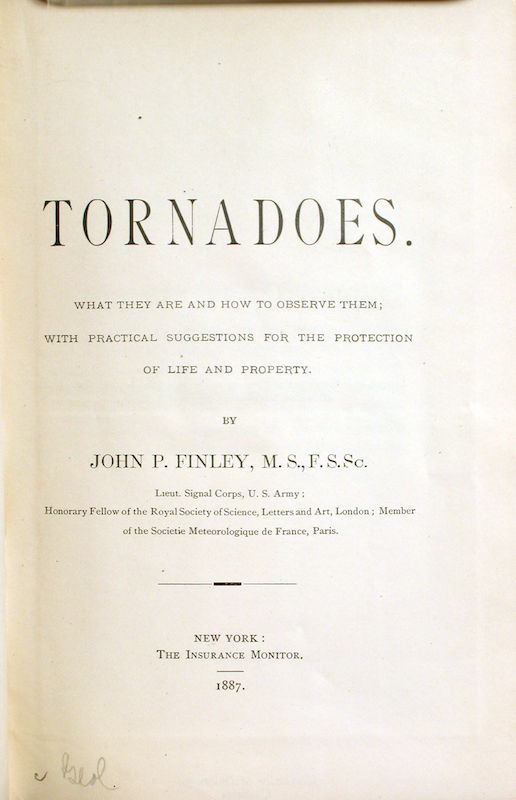 TORNADOES.
WHAT THEY ARE AND HOW TO OBSERVE THEM;
WITH PRACTICAL SUGGESTIONS FOR THE PROTECTION
OF LIFE AND PROPERTY.
BY
JOHN P. FINLEY, M. S., F. S. Sc.
Lieut. Signal Corps, U. S. Army;
Honorary Fellow of the Royal Society of Science, Letters and Art, London; Member
of the Societie Meteorologique de France, Paris.
NEW YORK:
The Insurance Monitor.
1887.
Geol.